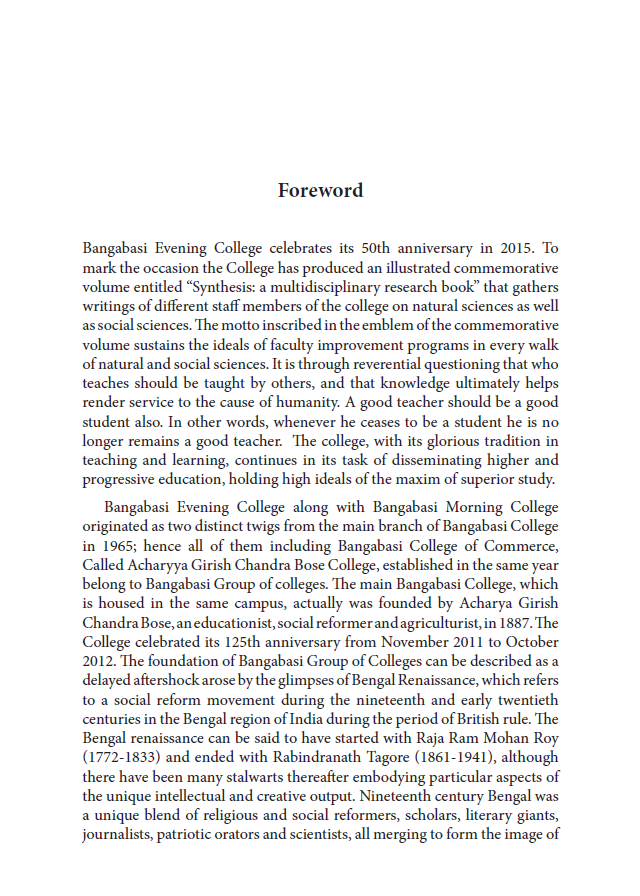 Foreword
Bangabasi Evening College celebrates its 50th anniversary in 2015. To
mark the occasion the College has produced an illustrated commemorative
volume entitled “Synthesis: a multidisciplinary research book” that gathers
writings of different staff members of the college on natural sciences as well
as social sciences. The motto inscribed in the emblem of the commemorative
volume sustains the ideals of faculty improvement programs in every walk
of natural and social sciences. It is through reverential questioning that who
teaches should be taught by others, and that knowledge ultimately helps
render service to the cause of humanity. A good teacher should be a good
student also. In other words, whenever he ceases to be a student he is no
longer remains a good teacher. The college, with its glorious tradition in
teaching and learning, continues in its task of disseminating higher and
progressive education, holding high ideals of the maxim of superior study.
Bangabasi Evening College along with Bangabasi Morning College
originated as two distinct twigs from the main branch of Bangabasi College
in 1965; hence all of them including Bangabasi College of Commerce,
Called Acharyya Girish Chandra Bose College, established in the same year
belong to Bangabasi Group of colleges. The main Bangabasi College, which
is housed in the same campus, actually was founded by Acharya Girish
Chandra Bose, an educationist, social reformer and agriculturist, in 1887. The
College celebrated its 125th anniversary from November 2011 to October
2012. The foundation of Bangabasi Group of Colleges can be described as a
delayed aftershock arose by the glimpses of Bengal Renaissance, which refers
to a social reform movement during the nineteenth and early twentieth
centuries in the Bengal region of India during the period of British rule. The
Bengal renaissance can be said to have started with Raja Ram Mohan Roy
(1772-1833) and ended with Rabindranath Tagore (1861-1941), although
there have been many stalwarts thereafter embodying particular aspects of
the unique intellectual and creative output. Nineteenth century Bengal was
a unique blend of religious and social reformers, scholars, literary giants,
journalists, patriotic orators and scientists, all merging to form the image of